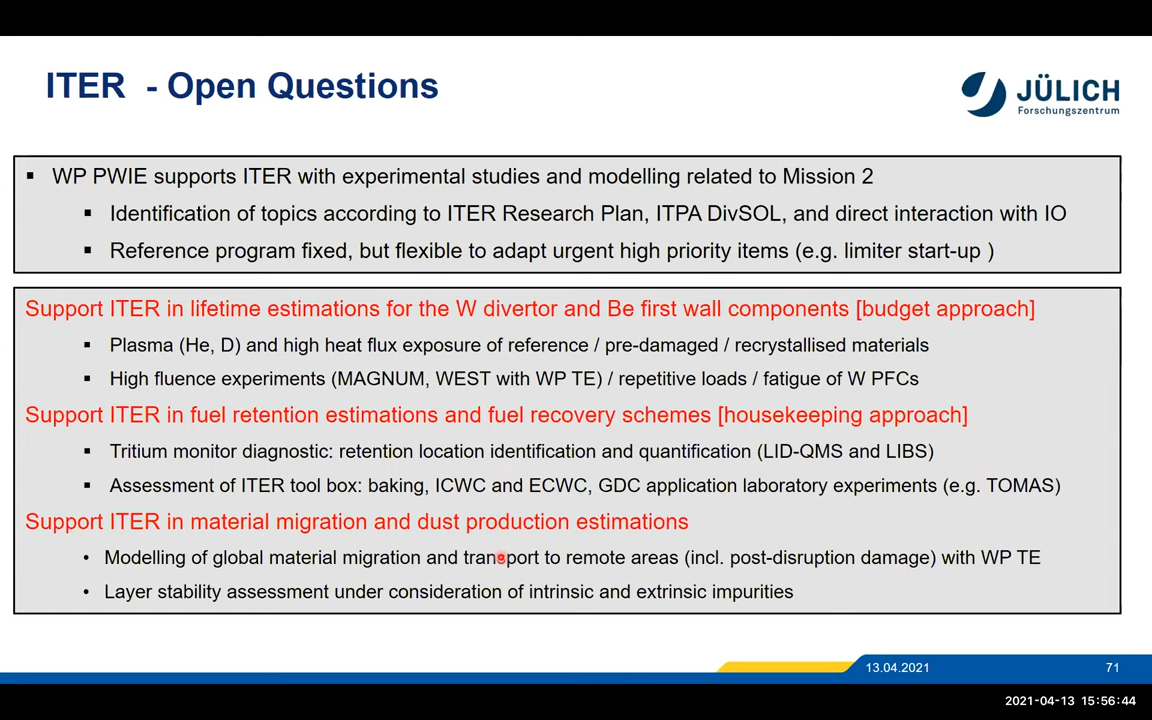 ITER - Open Questions
JÜLICH
Forschungszentrum
▪ WP PWIE supports ITER with experimental studies and modelling related to Mission 2
▪ Identification of topics according to ITER Research Plan, ITPA DivSOL, and direct interaction with IO
▪ Reference program fixed, but flexible to adapt urgent high priority items (e.g. limiter start-up )
Support ITER in lifetime estimations for the W divertor and Be first wall components [budget approach]
▪ Plasma (He, D) and high heat flux exposure of reference / pre-damaged / recrystallised materials
▪ High fluence experiments (MAGNUM, WEST with WP TE) / repetitive loads / fatigue of W PFCs
Support ITER in fuel retention estimations and fuel recovery schemes [housekeeping approach]
▪ Tritium monitor diagnostic: retention location identification and quantification (LID-QMS and LIBS)
▪ Assessment of ITER tool box: baking, ICWC and ECWC, GDC application laboratory experiments (e.g. TOMAS)
Support ITER in material migration and dust production estimations
• Modelling of global material migration and transport to remote areas (incl. post-disruption damage) with WP TE
• Layer stability assessment under consideration of intrinsic and extrinsic impurities
13.04.2021 71
2021-04-13 15:56:44